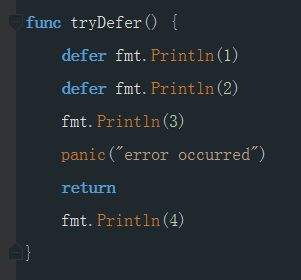 func tryDefer() {
    defer fmt.Println(1)
    defer fmt.Println(2)
    fmt.Println(3)
    panic("error occurred")
    return
    fmt.Println(4)
}